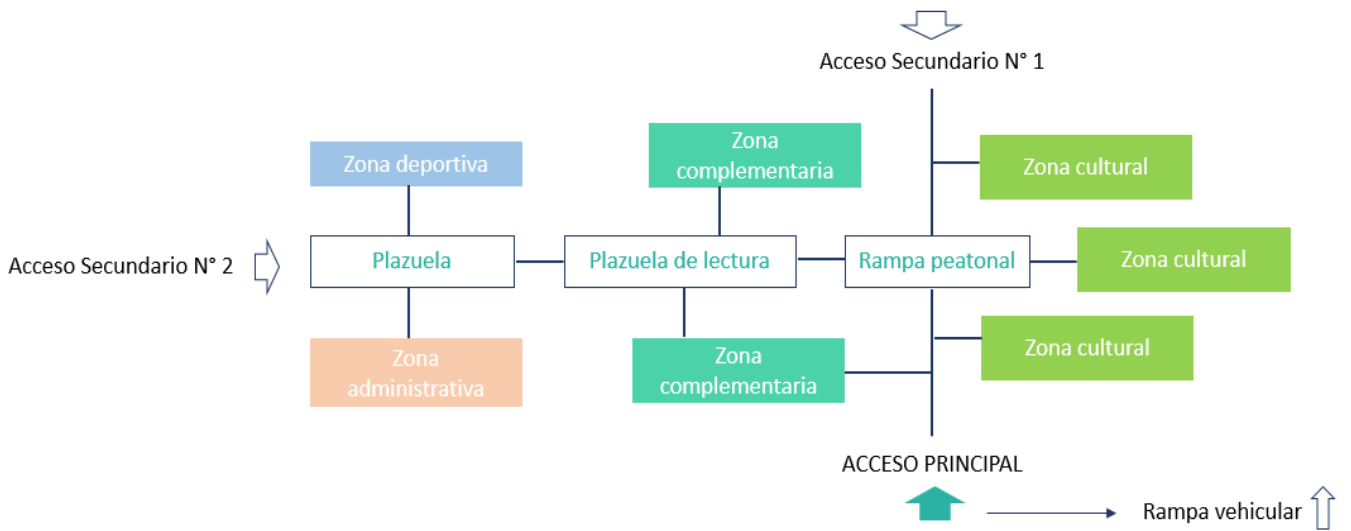 Acceso Secundario N° 1
Zona deportiva
Zona
complementaria
Zona cultural
Acceso Secundario N° 2
Plazuela
Plazuela de lectura
Rampa peatonal
Zona cultural
Zona
administrativa
Zona
complementaria
Zona cultural
ACCESO PRINCIPAL
Rampa vehicular